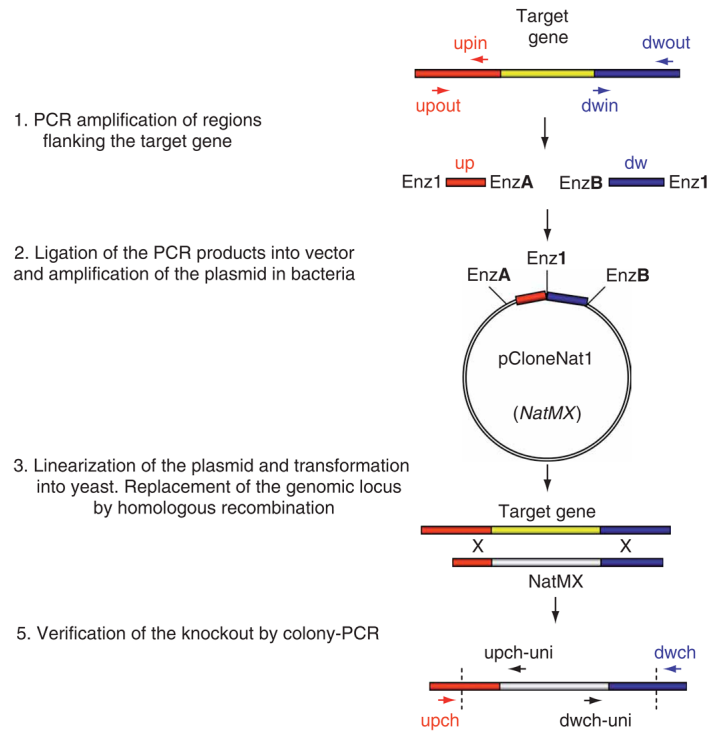 Target
gene
upin
dwout
upout
dwin
1. PCR amplification of regions
flanking the target gene
up
dw
Enz1
EnzA
EnzB
Enz1
2. Ligation of the PCR products into vector
and amplification of the plasmid in bacteria
Enz1
EnzA
EnzB
pCloneNat1
(NatMX)
3. Linearization of the plasmid and transformation
into yeast. Replacement of the genomic locus
by homologous recombination
Target gene
X
X
NatMX
5. Verification of the knockout by colony-PCR
upch-uni
dwch
upch
dwch-uni